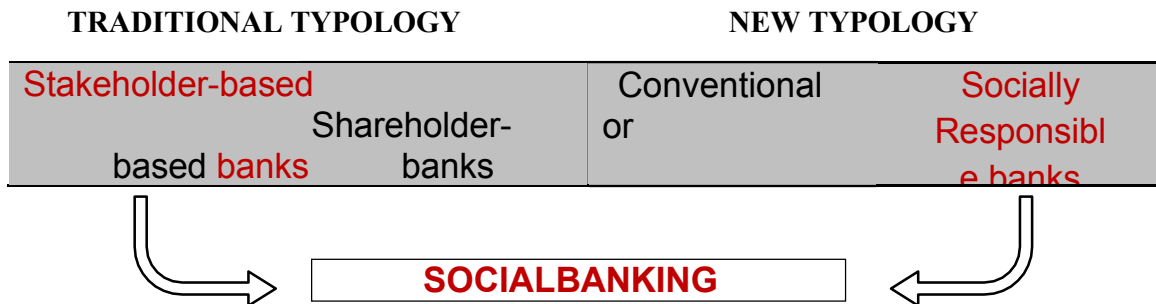 TRADITIONAL TYPOLOGY
NEW TYPOLOGY
Stakeholder-based
Shareholder-
based banks banks
Conventional
or
Socially
Responsibl
e banks
SOCIALBANKING